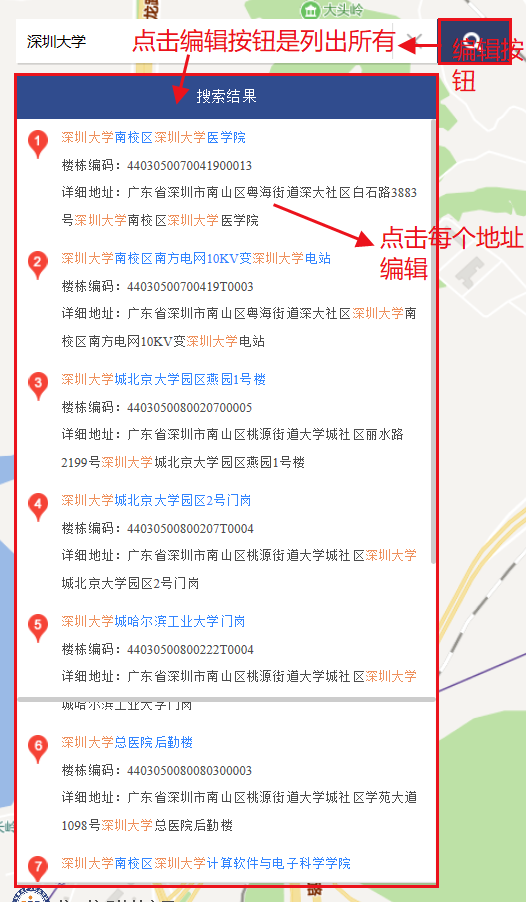 大头岭
深圳大学
点击编辑按钮是列出所有
编辑按
钮
搜索结果
1
深圳大学南校区深圳大学医学院
楼栋编码：4403050070041900013
详细地址：广东省深圳市南山区粤海街道深大社区白石路3883
号深圳大学南校区深圳大学医学院
点击每个地址
编辑
2
深圳大学南校区南方电网10KV变深圳大学电站
楼栋编码：44030500700419T0003
详细地址：广东省深圳市南山区粤海街道深大社区深圳大学南
校区南方电网10KV变深圳大学电站
3
深圳大学城北京大学园区燕园1号楼
楼栋编码：4403050080020700005
详细地址：广东省深圳市南山区桃源街道大学城社区丽水路
2199号深圳大学城北京大学园区燕园1号楼
4
深圳大学城北京大学园区2号门岗
楼栋编码：44030500800207T0004
详细地址：广东省深圳市南山区桃源街道大学城社区深圳大学
城北京大学园区2号门岗
5
深圳大学城哈尔滨工业大学门岗
楼栋编码：44030500800222T0004
详细地址：广东省深圳市南山区桃源街道大学城社区深圳大学
城哈尔滨工业大学门岗
6
深圳大学总医院后勤楼
楼栋编码：4403050080080300003
详细地址：广东省深圳市南山区桃源街道大学城社区学苑大道
1098号深圳大学总医院后勤楼
7
深圳大学南校区深圳大学计算软件与电子科学学院